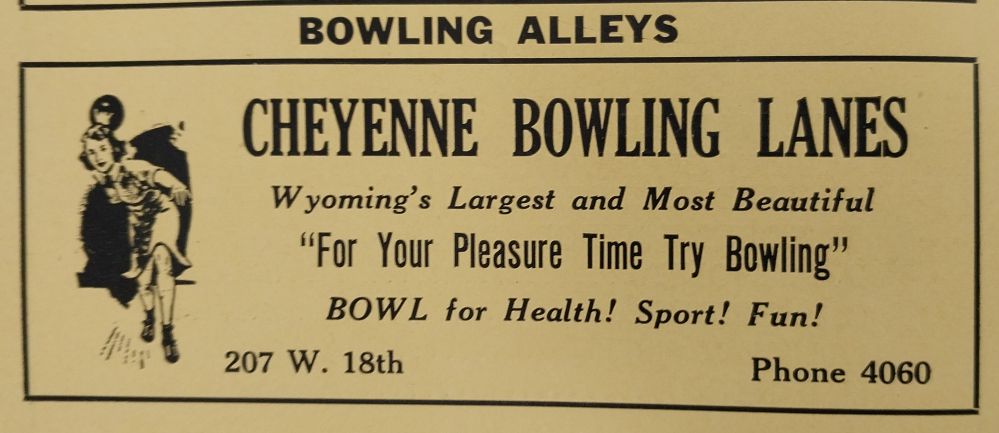 BOWLING ALLEYS
CHEYENNE BOWLING LANES
Wyoming's Largest and Most Beautiful
"For Your Pleasure Time Try Bowling"
BOWL for Health! Sport! Fun!
207 W. 18th Phone 4060